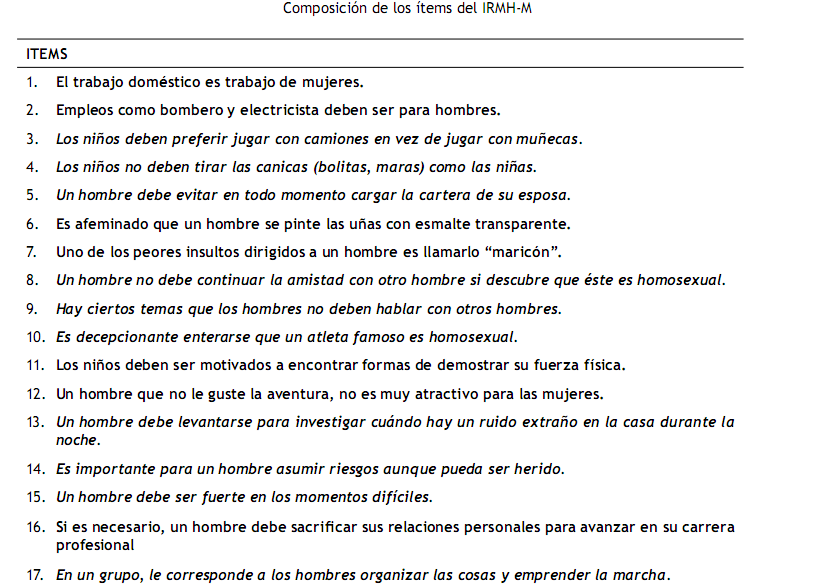 Composición de los ítems del IRMH-M
ITEMS
1. El trabajo doméstico es trabajo de mujeres.
2. Empleos como bombero y electricista deben ser para hombres.
3. Los niños deben preferir jugar con camiones en vez de jugar con muñecas.
4. Los niños no deben tirar las canicas (bolitas, maras) como las niñas.
5. Un hombre debe evitar en todo momento cargar la cartera de su esposa.
6. Es afeminado que un hombre se pinte las uñas con esmalte transparente.
7. Uno de los peores insultos dirigidos a un hombre es llamarlo “maricón”.
8. Un hombre no debe continuar la amistad con otro hombre si descubre que éste es homosexual.
9. Hay ciertos temas que los hombres no deben hablar con otros hombres.
10. Es decepcionante enterarse que un atleta famoso es homosexual.
11. Los niños deben ser motivados a encontrar formas de demostrar su fuerza física.
12. Un hombre que no le guste la aventura, no es muy atractivo para las mujeres.
13. Un hombre debe levantarse para investigar cuándo hay un ruido extraño en la casa durante la
noche.
14. Es importante para un hombre asumir riesgos aunque pueda ser herido.
15. Un hombre debe ser fuerte en los momentos difíciles.
16. Si es necesario, un hombre debe sacrificar sus relaciones personales para avanzar en su carrera
profesional
17. En un grupo, le corresponde a los hombres organizar las cosas y emprender la marcha.